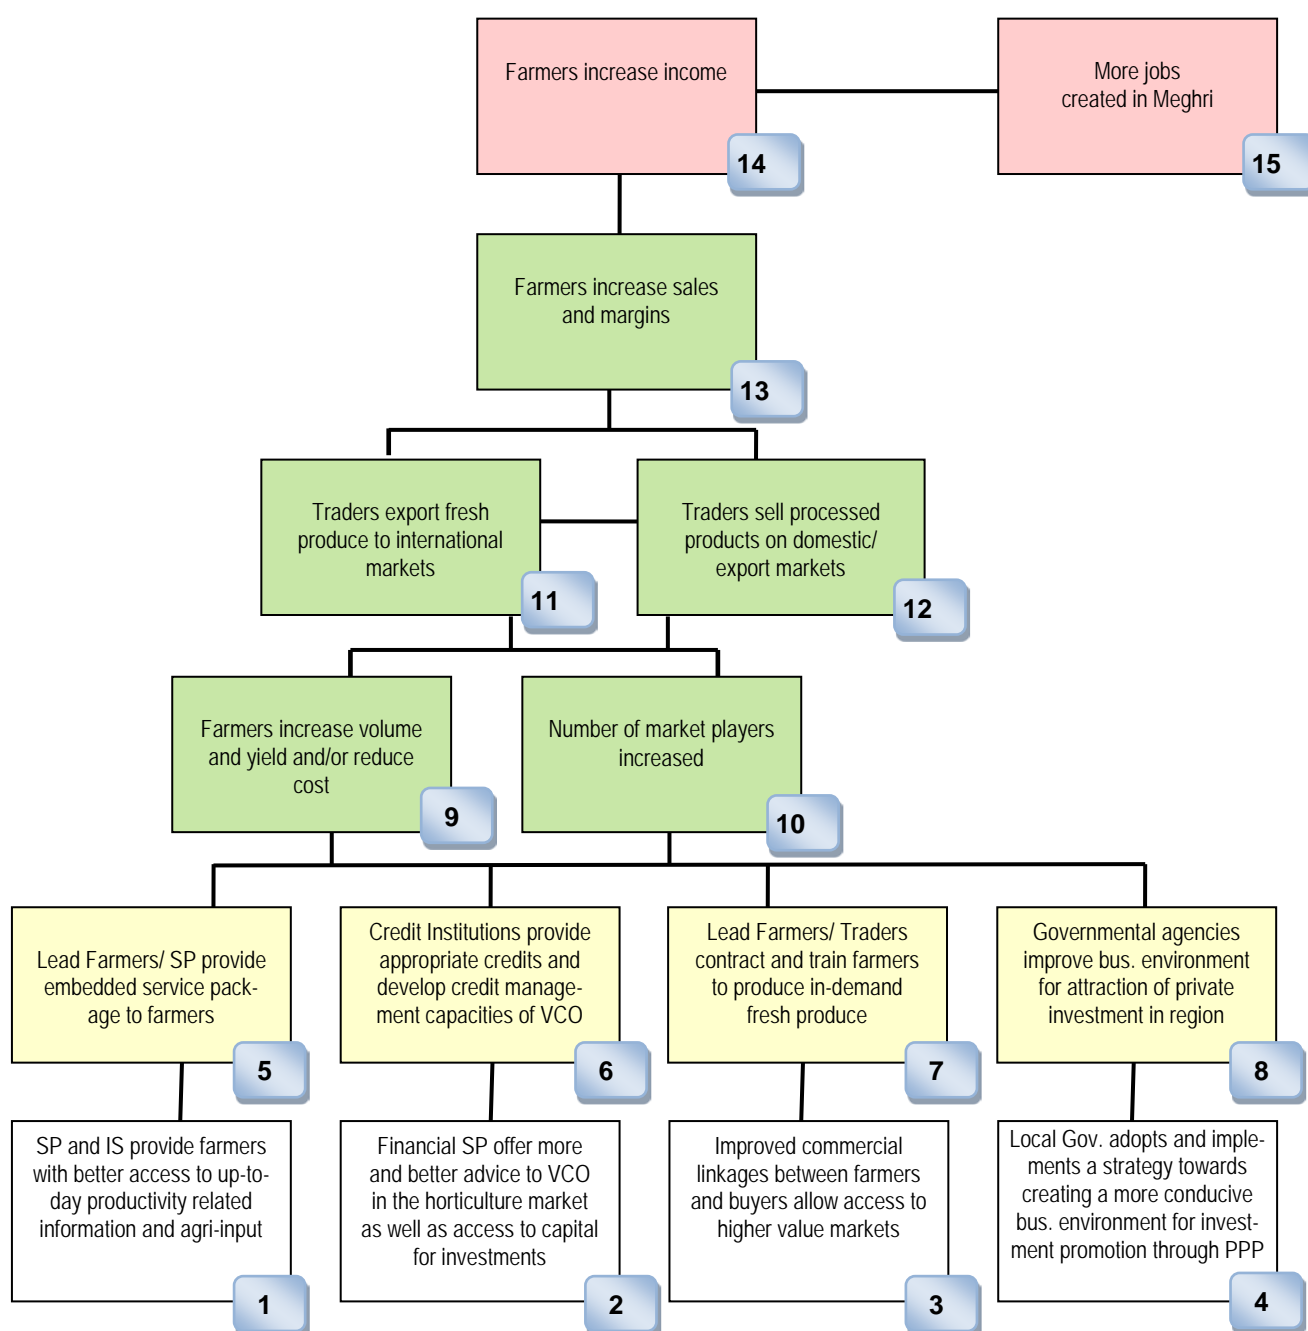 Farmers increase income
14
More jobs
created in Meghri
15
Farmers increase sales
and margins
13
Traders export fresh
produce to international
markets
11
Traders sell processed
products on domestic/
export markets
12
Farmers increase volume
and yield and/or reduce
cost
9
Number of market players
increased
10
Lead Farmers/ SP provide
embedded service pack-
age to farmers
5
Credit Institutions provide
appropriate credits and
develop credit manage-
ment capacities of VCO
6
Lead Farmers/ Traders
contract and train farmers
to produce in-demand
fresh produce
7
Governmental agencies
improve bus. environment
for attraction of private
investment in region
8
SP and IS provide farmers
with better access to up-to-
day productivity related
information and agri-input
1
Financial SP offer more
and better advice to VCO
in the horticulture market
as well as access to capital
for investments
2
Improved commercial
linkages between farmers
and buyers allow access to
higher value markets
3
Local Gov. adopts and imple-
ments a strategy towards
creating a more conducive
bus. environment for invest-
ment promotion through PPP
4